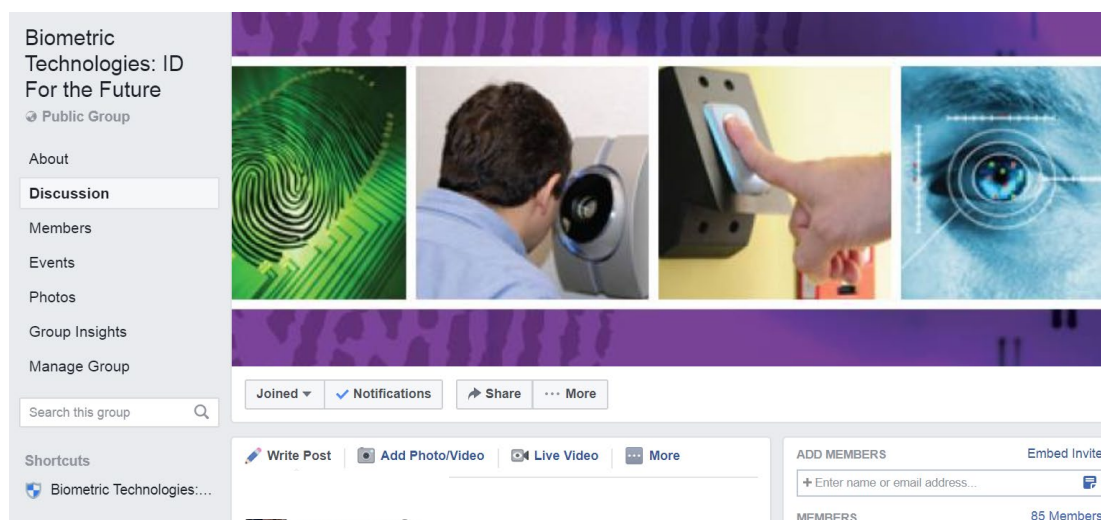 Biometric
Technologies: ID
For the Future
Public Group
About
Discussion
Members
Events
Photos
Group Insights
Manage Group
Search this group
Shortcuts
Biometric Technologies:...
Joined
Notifications
Share
More
Write Post
Add Photo/Video
Live Video
More
ADD MEMBERS
Embed Invite
+ Enter name or email address...
MEMBERS
85 Members